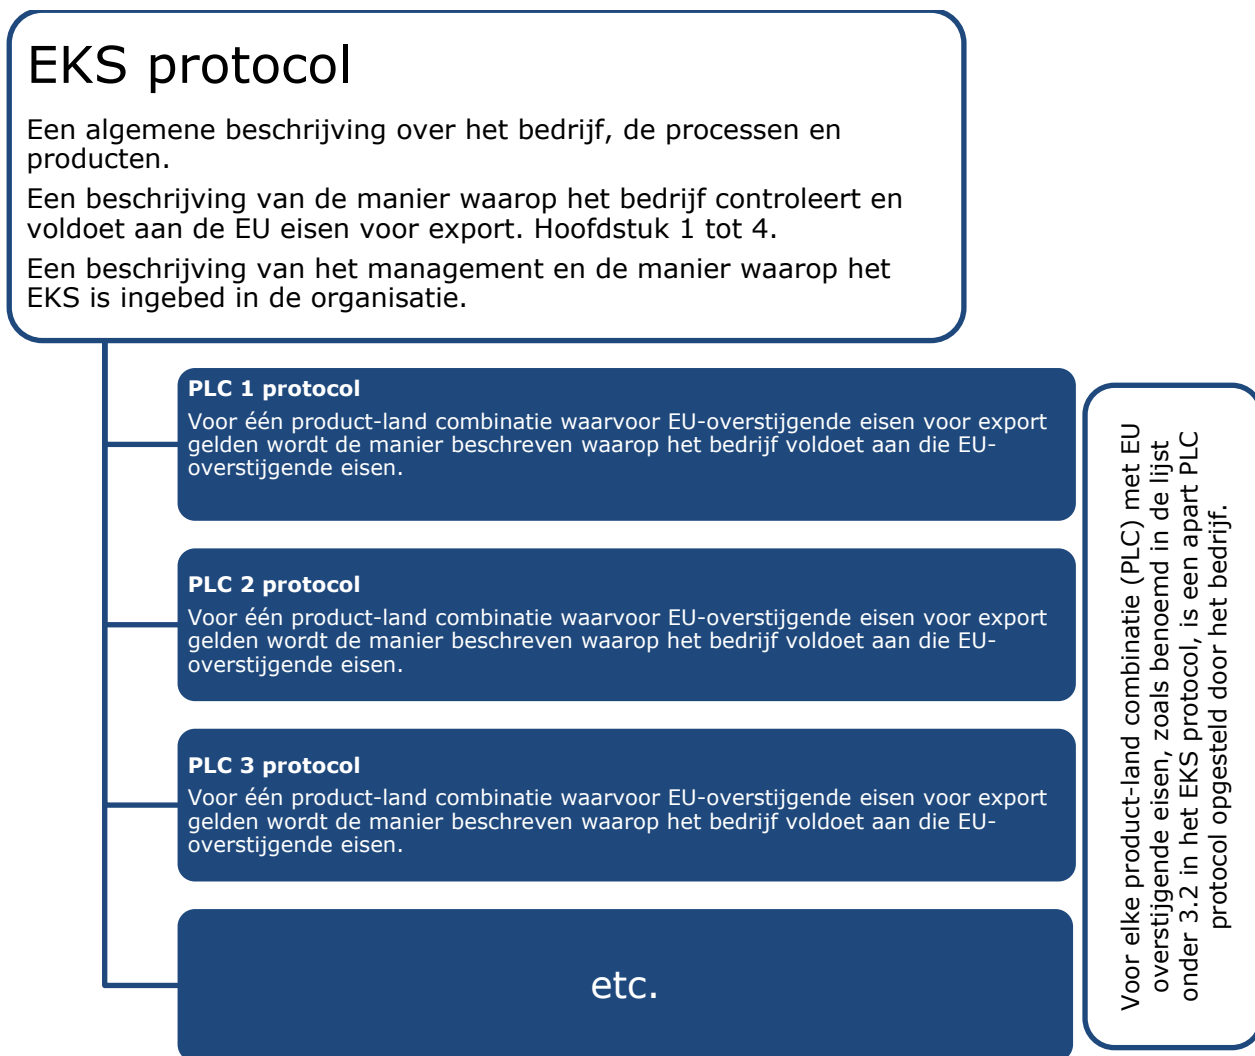 EKS protocol
Een algemene beschrijving over het bedrijf, de processen en
producten.
Een beschrijving van de manier waarop het bedrijf controleert en
voldoet aan de EU eisen voor export. Hoofdstuk 1 tot 4.
Een beschrijving van het management en de manier waarop het
EKS is ingebed in de organisatie.
PLC 1 protocol
Voor één product-land combinatie waarvoor EU-overstijgende eisen voor export
gelden wordt de manier beschreven waarop het bedrijf voldoet aan die EU-
overstijgende eisen.
PLC 2 protocol
Voor één product-land combinatie waarvoor EU-overstijgende eisen voor export
gelden wordt de manier beschreven waarop het bedrijf voldoet aan die EU-
overstijgende eisen.
PLC 3 protocol
Voor één product-land combinatie waarvoor EU-overstijgende eisen voor export
gelden wordt de manier beschreven waarop het bedrijf voldoet aan die EU-
overstijgende eisen.
etc.
Voor elke product-land combinatie (PLC) met EU
overstijgende eisen, zoals benoemd in de lijst
onder 3.2 in het EKS protocol, is een apart PLC
protocol opgesteld door het bedrijf.